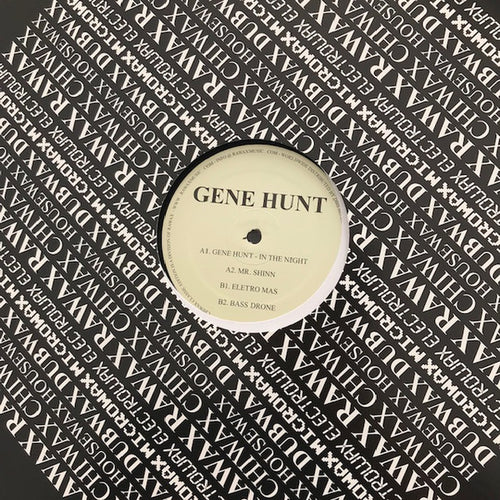 GENE HUNT
A1. GENE HUNT - IN THE NIGHT
A2. MR. SHINN
B1. ELETRO MAS
B2. BASS DRONE
RAWAX
CHIWAX
HOUSEWAX
DUBWAX
MICROWAX
ELECTROWAX